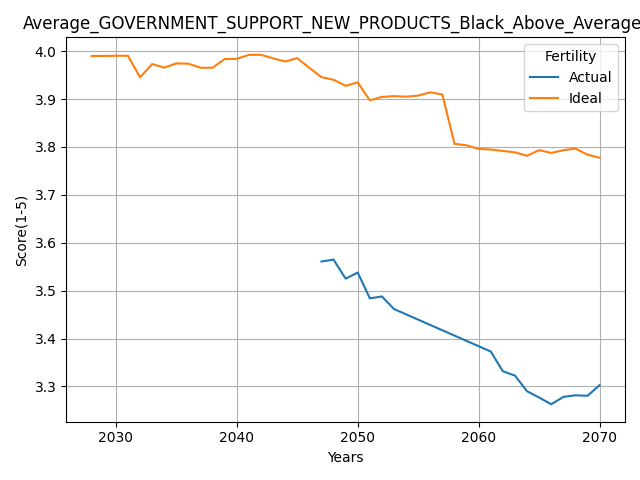 Average_GOVERNMENT_SUPPORT_NEW_PRODUCTS_Black_Above_Average
Fertility
Actual
Ideal
Score(1-5)
4.0
3.9
3.8
3.7
3.6
3.5
3.4
3.3
2030 2040 2050 2060 2070
Years